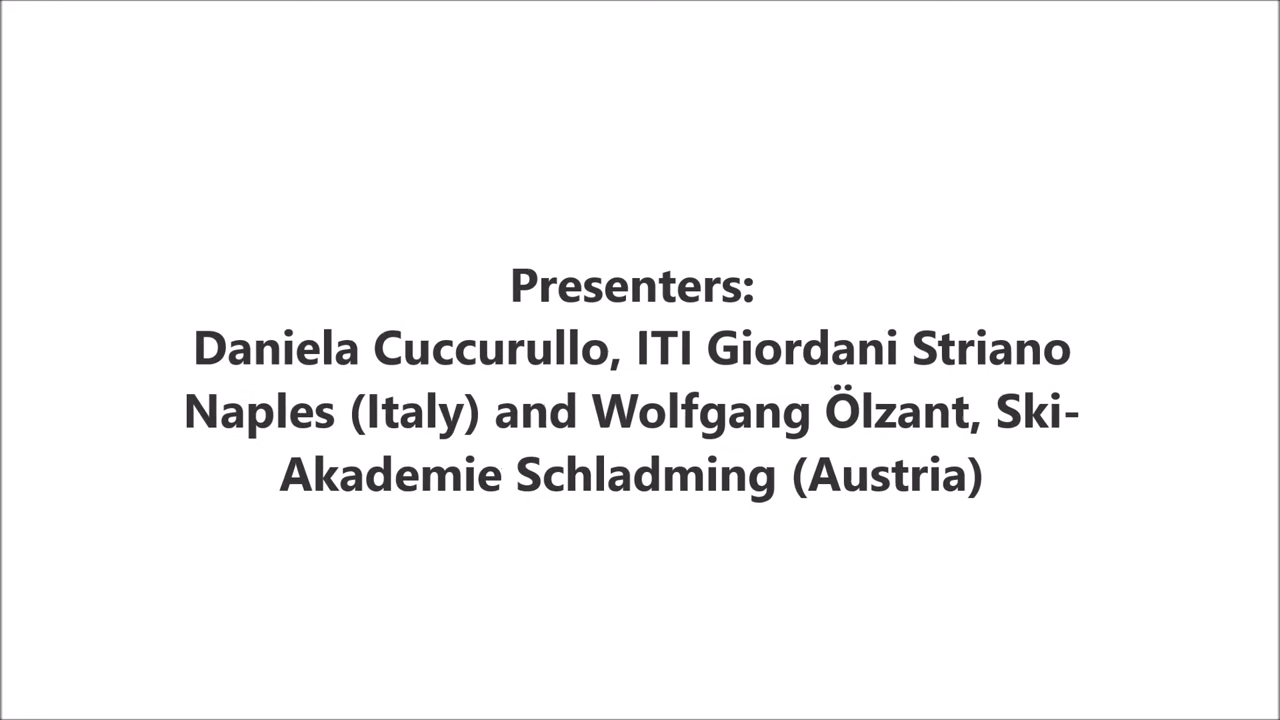 Presenters:
Daniela Cuccurullo, ITI Giordani Striano
Naples (Italy) and Wolfgang Ölzant, Ski-
Akademie Schladming (Austria)